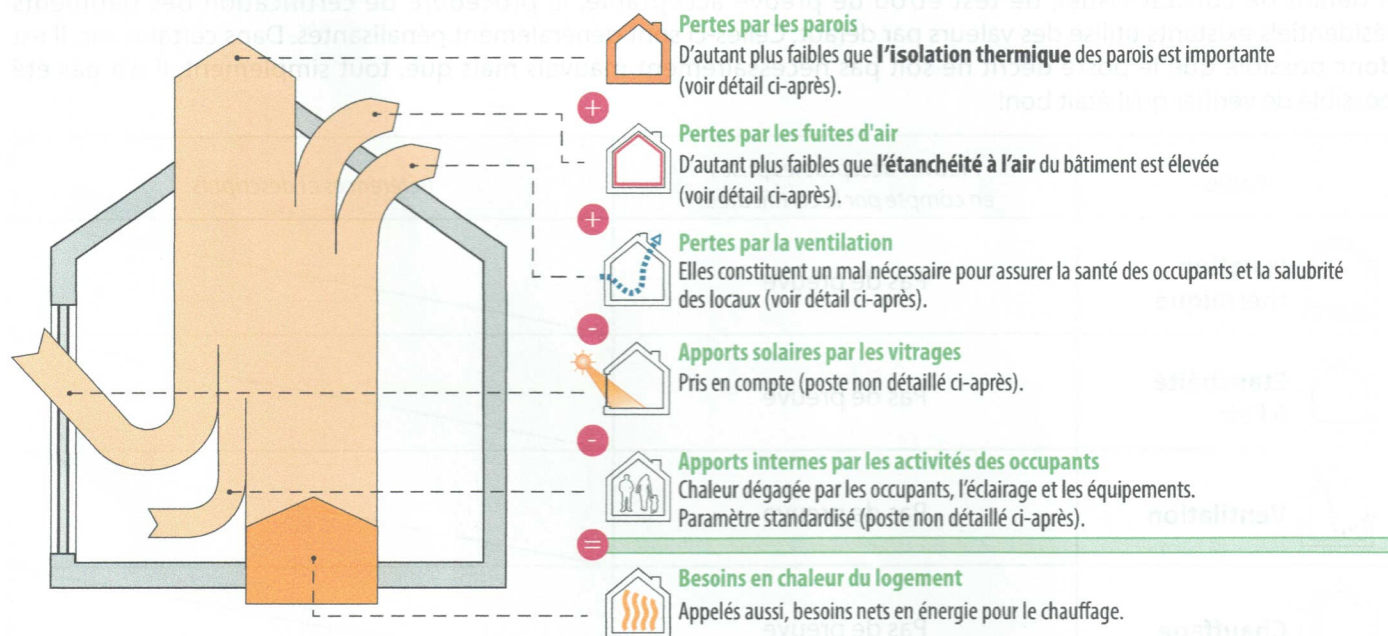 Pertes par les parois
D'autant plus faibles que l'isolation thermique des parois est importante
(voir détail ci-après).
+
Pertes par les fuites d'air
D'autant plus faibles que l'étanchéité à l'air du bâtiment est élevée
(voir détail ci-après).
+
Pertes par la ventilation
Elles constituent un mal nécessaire pour assurer la santé des occupants et la salubrité
des locaux (voir détail ci-après).
-
Apports solaires par les vitrages
Pris en compte (poste non détaillé ci-après).
-
Apports internes par les activités des occupants
Chaleur dégagée par les occupants, l'éclairage et les équipements.
Paramètre standardisé (poste non détaillé ci-après).
=
Besoins en chaleur du logement
Appelés aussi, besoins nets en énergie pour le chauffage.